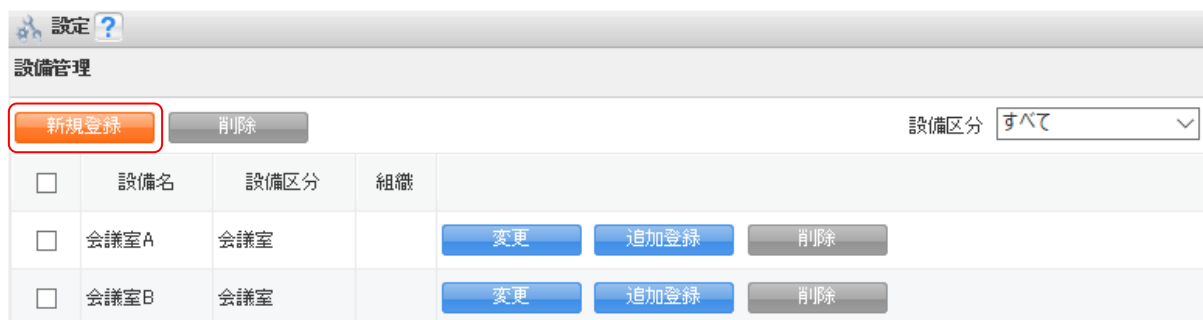 設定 ?
設備管理
新規登録 削除 設備区分 すべて
設備名 設備区分 組織
会議室A 会議室 変更 追加登録 削除
会議室B 会議室 変更 追加登録 削除